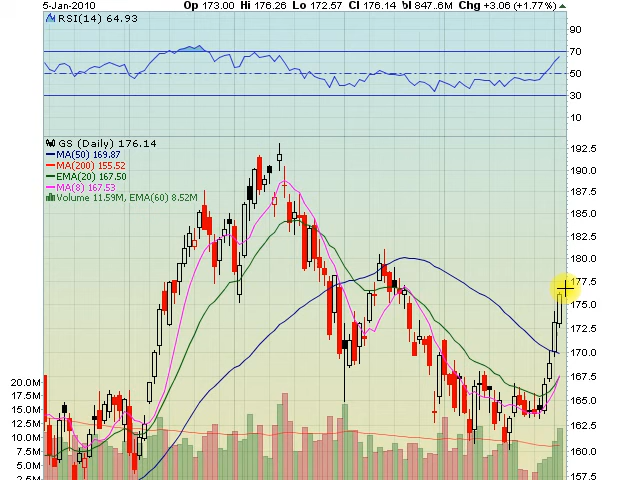 5-Jan-2010 Op 173.00 Hi 176.26 Lo 172.57 Cl 176.14 Vol 847.6M Chg +3.06 (+1.77%)
RSI(14) 64.93
90
70
50
30
10
GS (Daily) 176.14
MA(50) 169.87
MA(200) 155.52
EMA(20) 167.50
MA(8) 167.53
Volume 11.59M, EMA(60) 8.52M
192.5
190.0
187.5
185.0
182.5
180.0
177.5
175.0
172.5
170.0
167.5
165.0
162.5
160.0
157.5
20.0M
17.5M
15.0M
12.5M
10.0M
7.5M
5.0M
2.5M